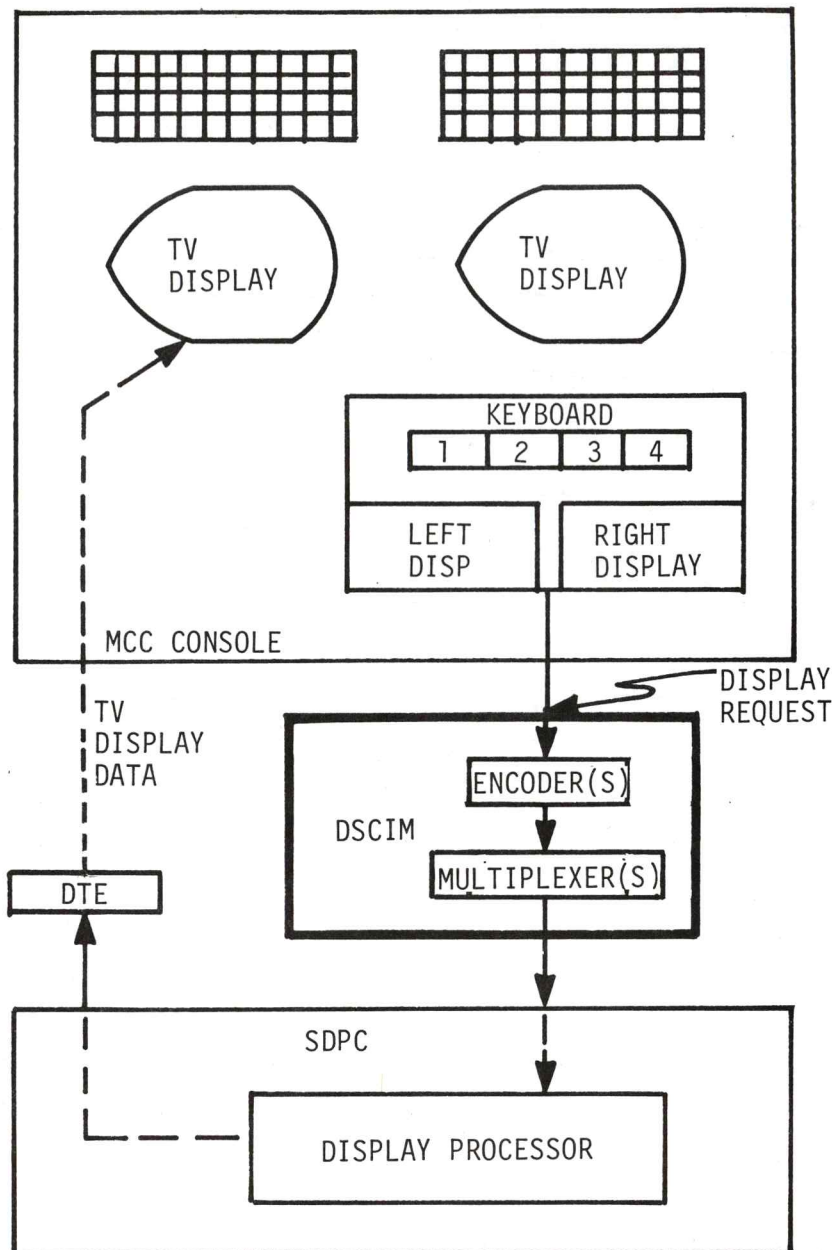 TV
DISPLAY
TV
DISPLAY
KEYBOARD
1 2 3 4
LEFT
DISP
RIGHT
DISPLAY
MCC CONSOLE
DISPLAY
REQUEST
TV
DISPLAY
DATA
ENCODER(S)
DSCIM
MULTIPLEXER(S)
DTE
SDPC
DISPLAY PROCESSOR